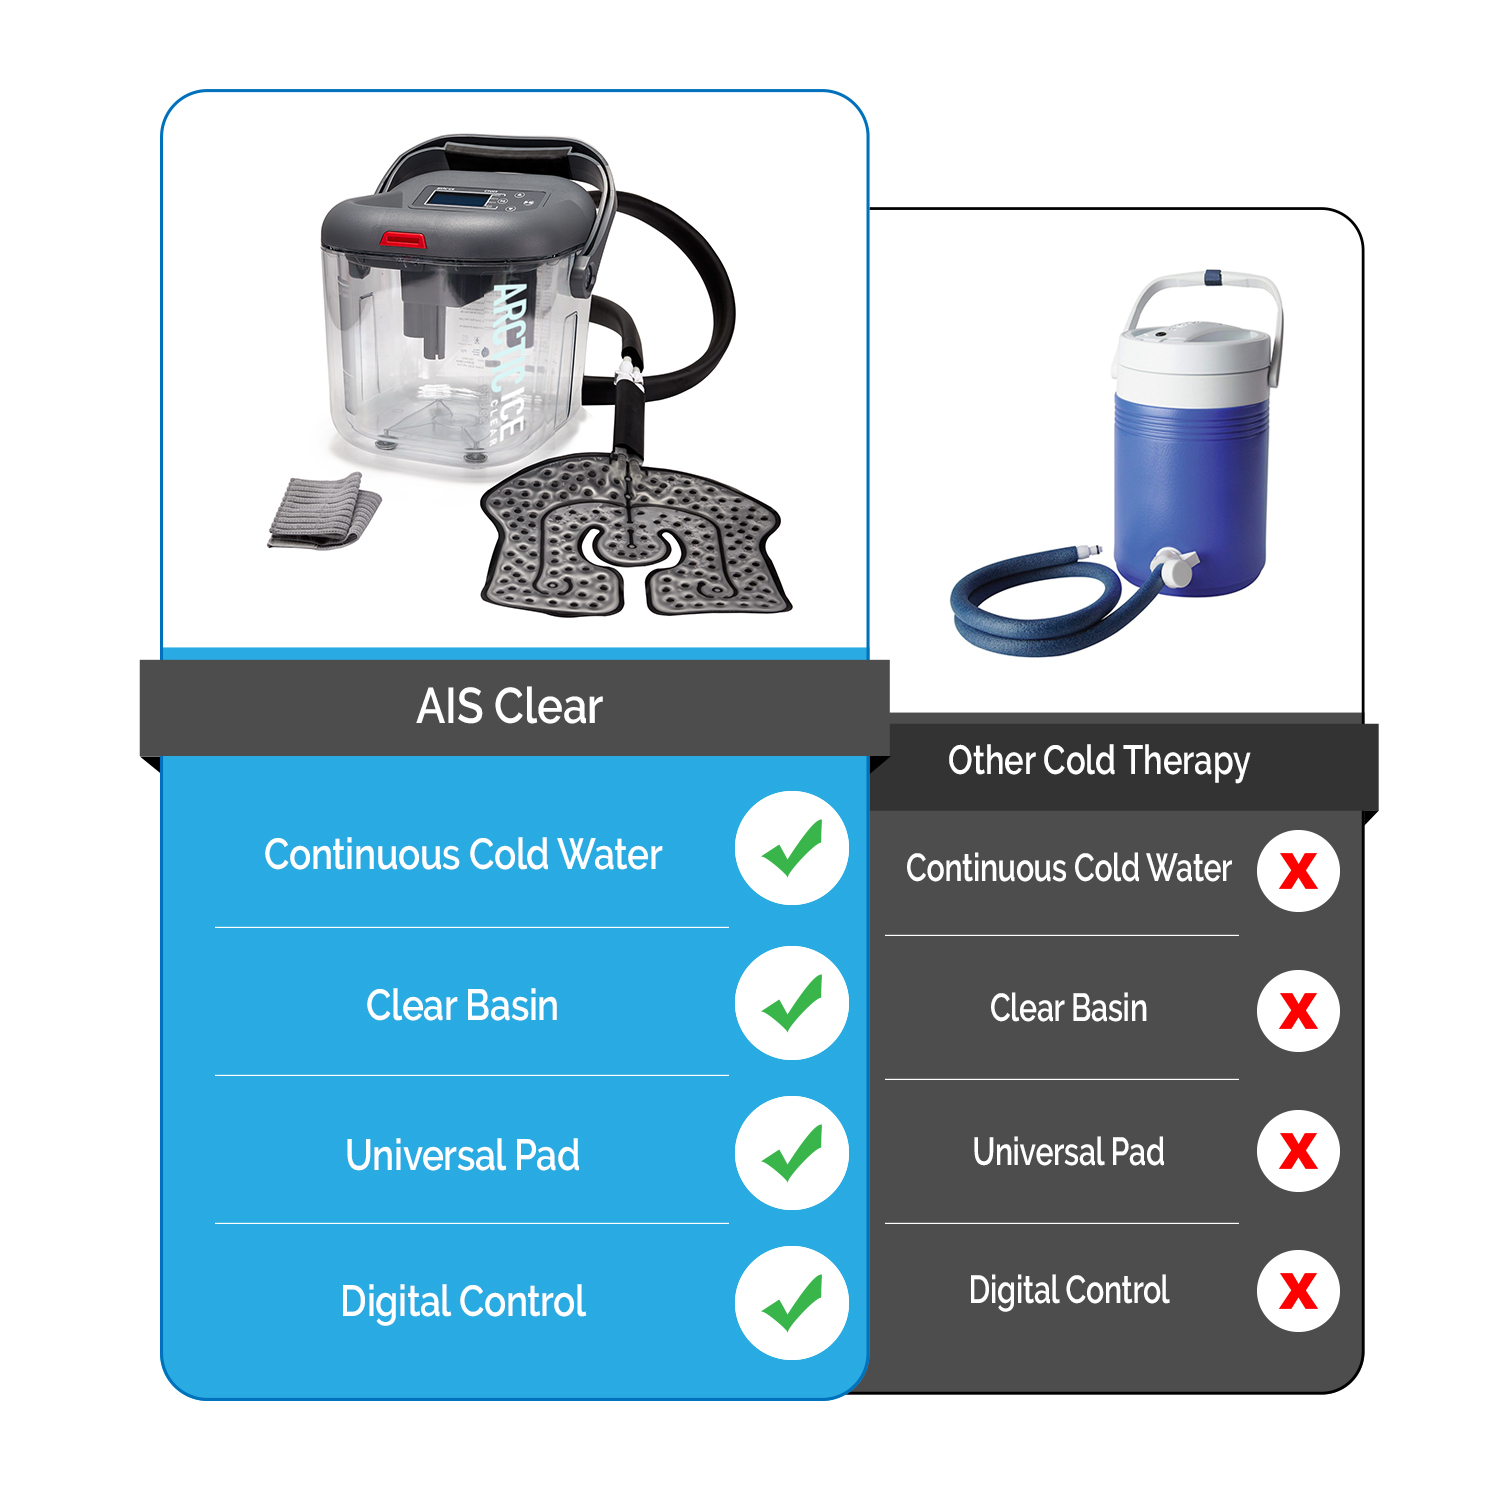 ARCTIC ICE
CLEAR
AIS Clear
Continuous Cold Water
Clear Basin
Universal Pad
Digital Control
Other Cold Therapy
Continuous Cold Water
X
Clear Basin
X
Universal Pad
X
Digital Control
X